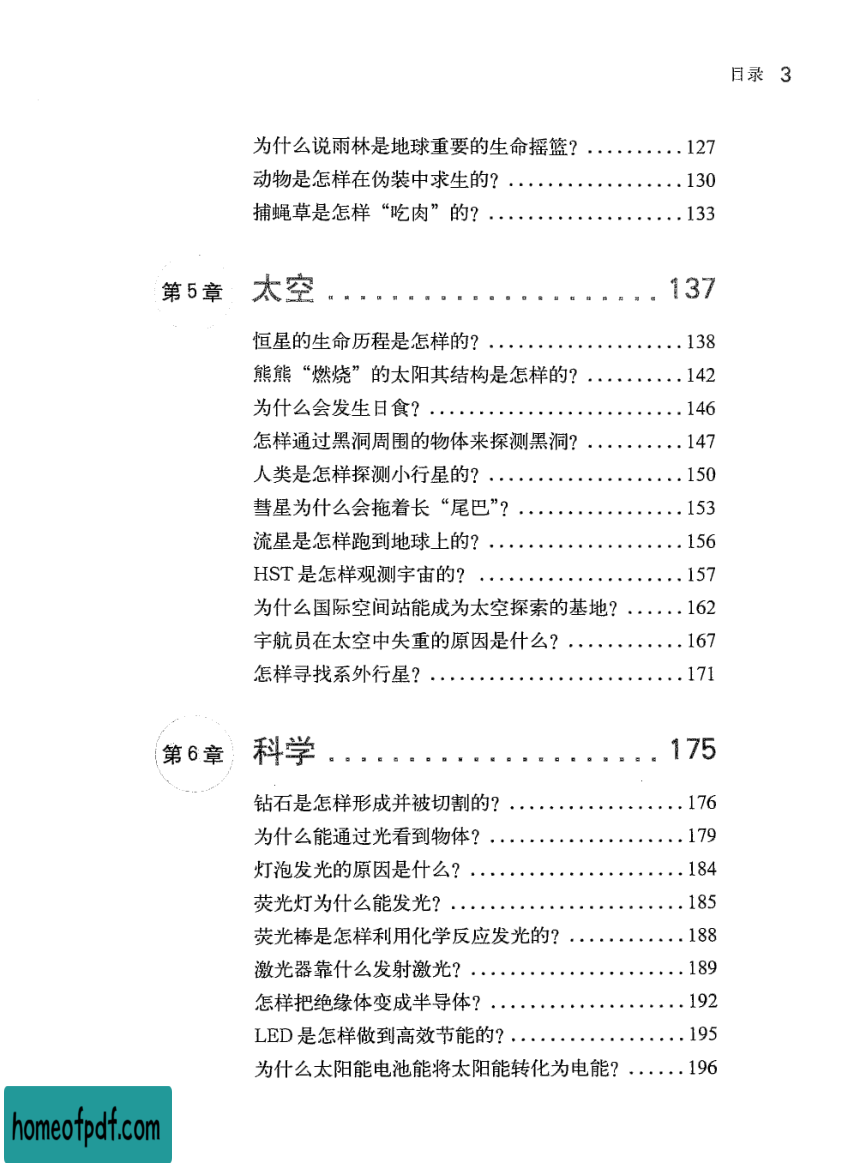 目录 3
为什么说雨林是地球重要的生命摇篮? ..........127
动物是怎样在伪装中求生的? ..................130
捕蝇草是怎样“吃肉”的? ....................133
第5章 太空 ....................... 137
恒星的生命历程是怎样的? ....................138
熊熊“燃烧”的太阳其结构是怎样的? ..........142
为什么会发生日食? ..........................146
怎样通过黑洞周围的物体来探测黑洞? ..........147
人类是怎样探测小行星的? ....................150
彗星为什么会拖着长“尾巴”? .................153
流星是怎样跑到地球上的? ....................156
HST是怎样观测宇宙的? .....................157
为什么国际空间站能成为太空探索的基地? ......162
宇航员在太空中失重的原因是什么? ............167
怎样寻找系外行星? ..........................171
第6章 科学 ..................... 175
钻石是怎样形成并被切割的? ..................176
为什么能通过光看到物体? ....................179
灯泡发光的原因是什么? ......................184
荧光灯为什么能发光? ........................185
荧光棒是怎样利用化学反应发光的? ............188
激光器靠什么发射激光? ......................189
怎样把绝缘体变成半导体? ....................192
LED是怎样做到高效节能的? ..................195
为什么太阳能电池能将太阳能转化为电能? ......196
homeofpdf.com